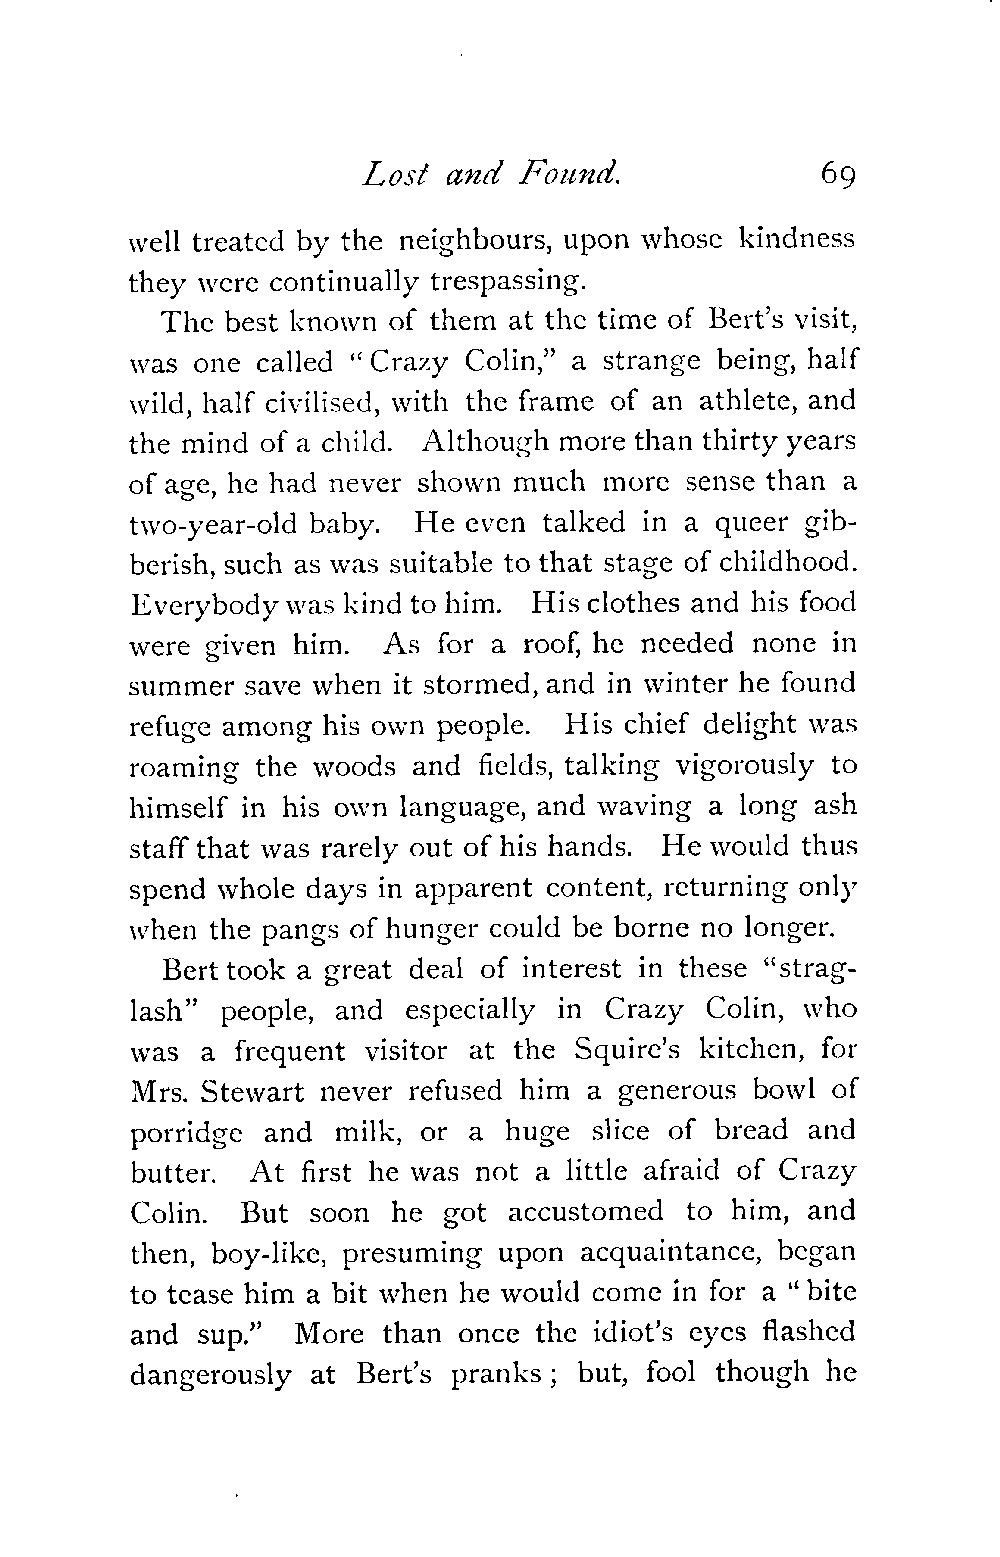 Lost and Found. 69
well treated by the neighbours, upon whose kindness
they were continually trespassing.
The best known of them at the time of Bert's visit,
was one called "Crazy Colin," a strange being, half
wild, half civilised, with the frame of an athlete, and
the mind of a child. Although more than thirty years
of age, he had never shown much more sense than a
two-year-old baby. He even talked in a queer gib-
berish, such as was suitable to that stage of childhood.
Everybody was kind to him. His clothes and his food
were given him. As for a roof, he needed none in
summer save when it stormed, and in winter he found
refuge among his own people. His chief delight was
roaming the woods and fields, talking vigorously to
himself in his own language, and waving a long ash
staff that was rarely out of his hands. He would thus
spend whole days in apparent content, returning only
when the pangs of hunger could be borne no longer.
Bert took a great deal of interest in these "strag-
lash" people, and especially in Crazy Colin, who
was a frequent visitor at the Squire's kitchen, for
Mrs. Stewart never refused him a generous bowl of
porridge and milk, or a huge slice of bread and
butter. At first he was not a little afraid of Crazy
Colin. But soon he got accustomed to him, and
then, boy-like, presuming upon acquaintance, began
to tease him a bit when he would come in for a "bite
and sup." More than once the idiot's eyes flashed
dangerously at Bert's pranks; but, fool though he